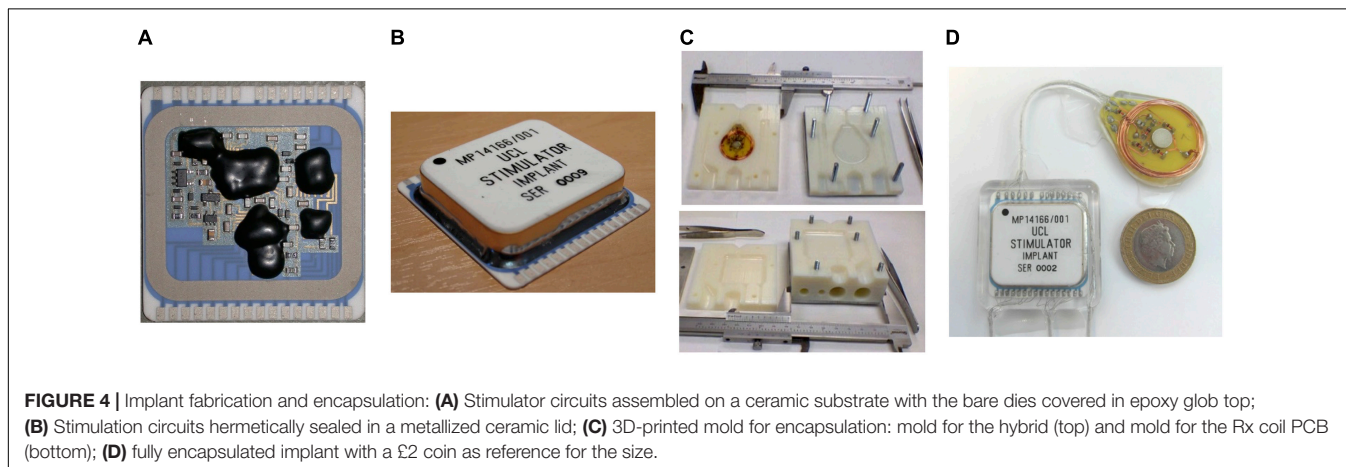 A
B
C
D
MP14166/001
UCL
STIMULATOR
IMPLANT
SER 0009
MP14166/001
UCL
STIMULATOR
IMPLANT
SER 0002
FIGURE 4 | Implant fabrication and encapsulation: (A) Stimulator circuits assembled on a ceramic substrate with the bare dies covered in epoxy glob top;
(B) Stimulation circuits hermetically sealed in a metallized ceramic lid; (C) 3D-printed mold for encapsulation: mold for the hybrid (top) and mold for the Rx coil PCB
(bottom); (D) fully encapsulated implant with a £2 coin as reference for the size.